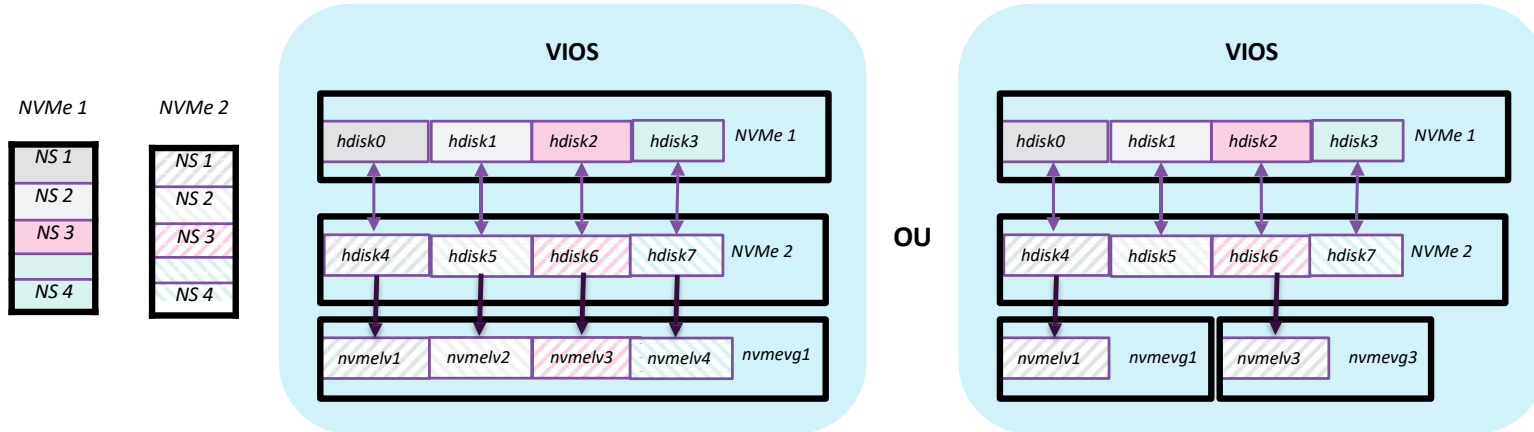 NVMe 1
NS 1
NS 2
NS 3
NS 4
NVMe 2
NS 1
NS 2
NS 3
NS 4
VIOS
hdisk0 hdisk1 hdisk2 hdisk3 NVMe 1
hdisk4 hdisk5 hdisk6 hdisk7 NVMe 2
nvmelv1 nvmelv2 nvmelv3 nvmelv4 nvmevg1
OU
VIOS
hdisk0 hdisk1 hdisk2 hdisk3 NVMe 1
hdisk4 hdisk5 hdisk6 hdisk7 NVMe 2
nvmelv1 nvmevg1 nvmelv3 nvmevg3